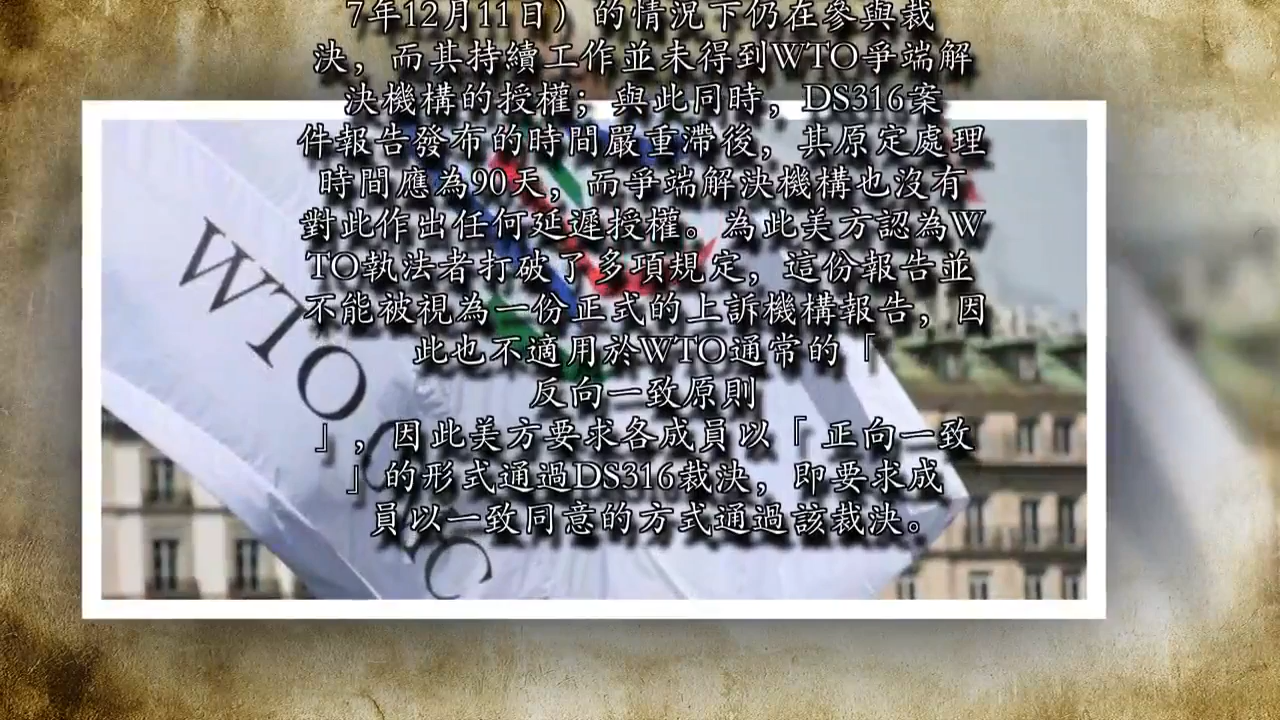 7年12月11日）的情況下仍在參與裁
決，而其持續工作並未得到WTO爭端解
決機構的授權；與此同時，DS316案
件報告發布的時間嚴重滯後，其原定處理
時間應為90天，而爭端解決機構也沒有
對此作出任何延遲授權。為此美方認為W
TO執法者打破了多項規定，這份報告並
不能被視為一份正式的上訴機構報告，因
此也不適用於WTO通常的「
反向一致原則
」，因此美方要求各成員以「正向一致
」的形式通過DS316裁決，即要求成
員以一致同意的方式通過該裁決。
WTO OMC